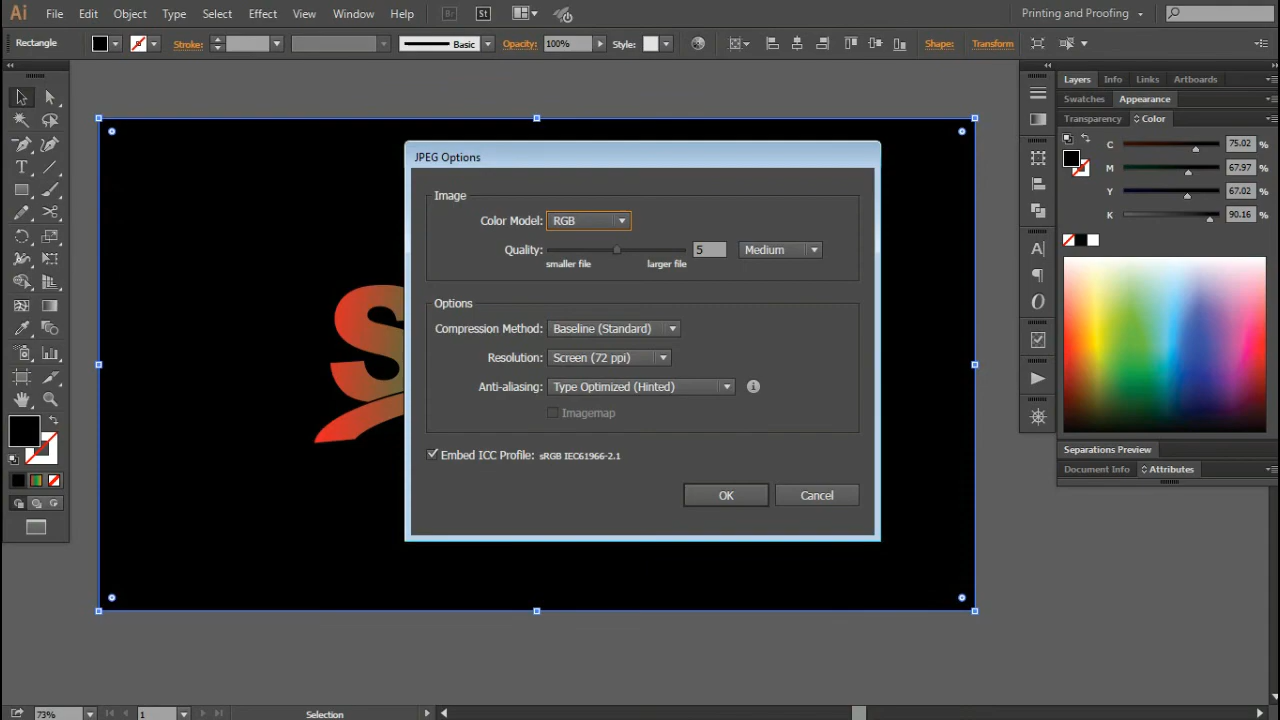 Ai File Edit Object Type Select Effect View Window Help Br St Printing and Proofing
Rectangle Stroke: Basic Opacity: 100% Style: Shape: Transform
Layers Info Links Artboards
Swatches Appearance
Transparency Color
C 75.02 %
M 67.97 %
Y 67.02 %
K 90.16 %
JPEG Options
Image
Color Model: RGB
Quality: 5 Medium
smaller file larger file
Options
Compression Method: Baseline (Standard)
Resolution: Screen (72 ppi)
Anti-aliasing: Type Optimized (Hinted)
Imagemap
Embed ICC Profile: sRGB IEC61966-2.1
OK Cancel
S
Separations Preview
Document Info Attributes
73% 1 Selection